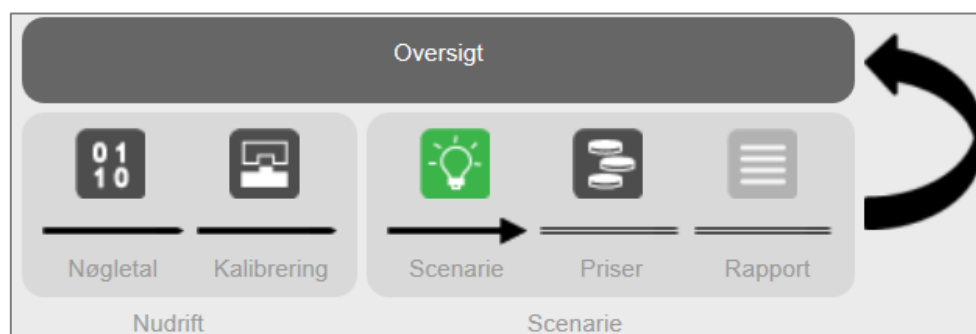 Oversigt
01
10
Nøgletal Kalibrering Scenarie Priser Rapport
Nudrift Scenarie